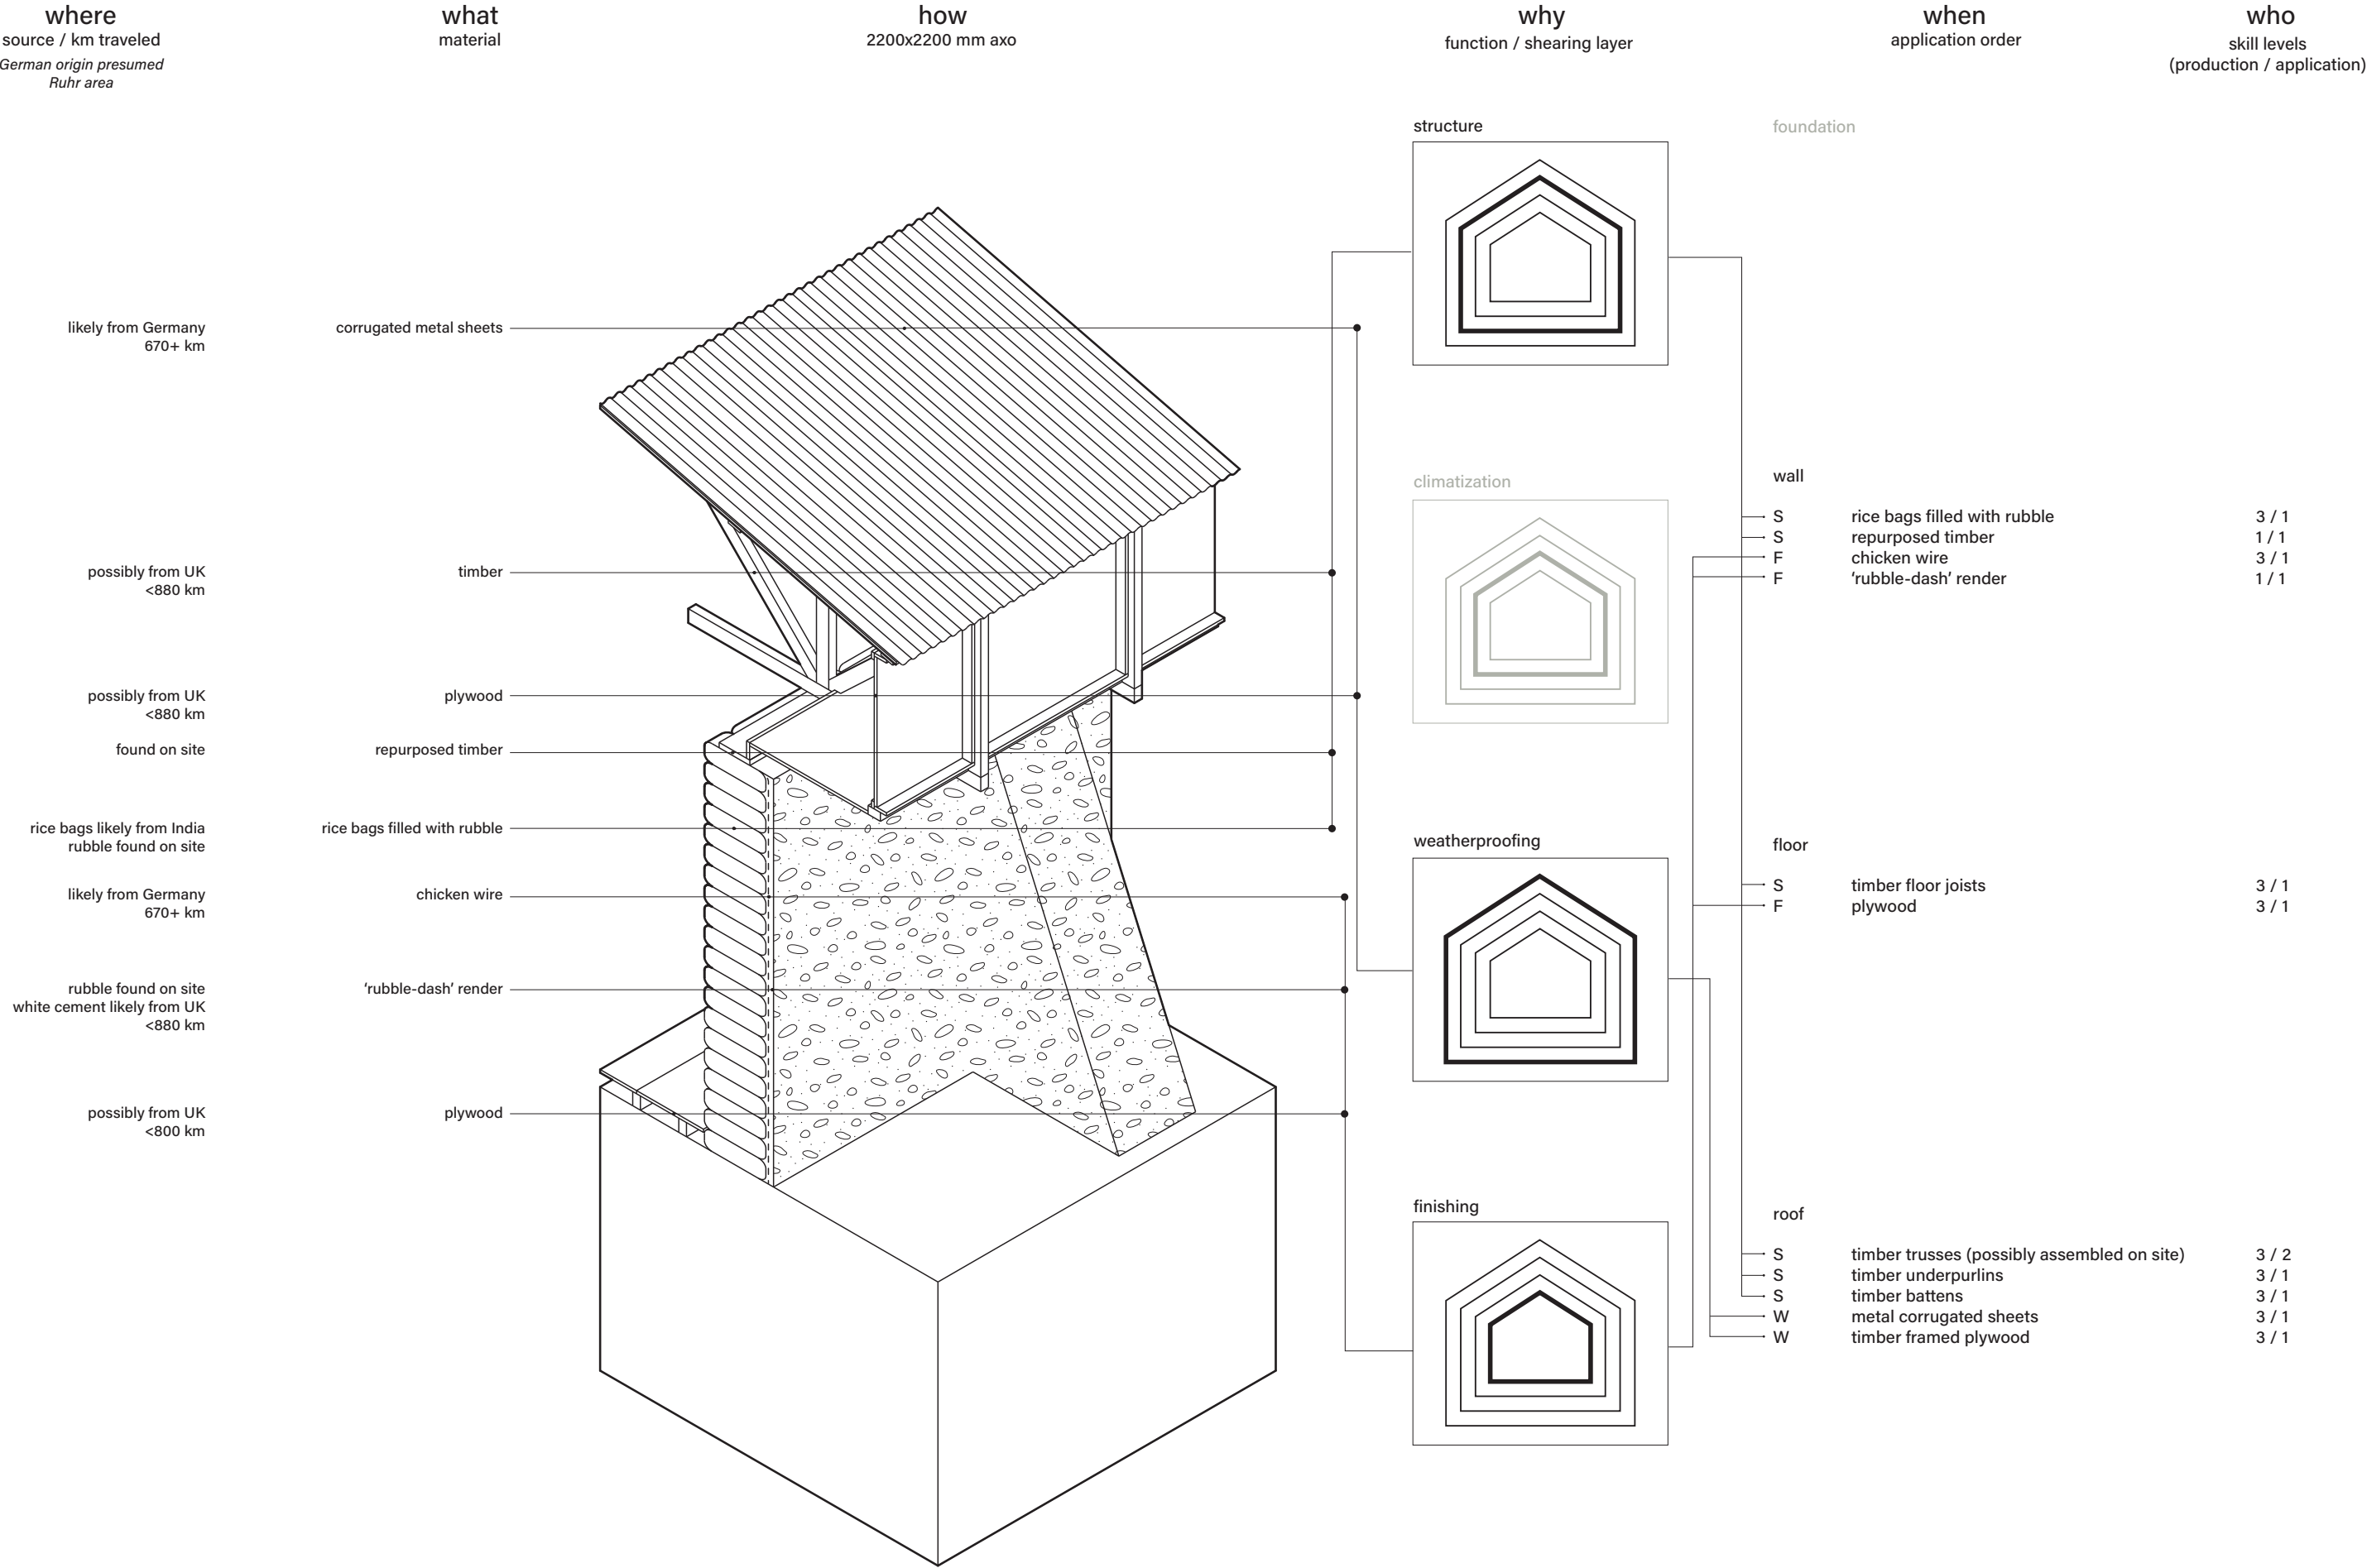 where
source / km traveled
German origin presumed
Ruhr area
what
material
how
2200x2200 mm axo
why
function / shearing layer
when
application order
who
skill levels
(production / application)
likely from Germany
670+ km
possibly from UK
<880 km
possibly from UK
<880 km
found on site
rice bags likely from India
rubble found on site
likely from Germany
670+ km
rubble found on site
white cement likely from UK
<880 km
possibly from UK
<800 km
corrugated metal sheets
timber
plywood
repurposed timber
rice bags filled with rubble
chicken wire
‘rubble-dash’ render
plywood
structure
climatization
weatherproofing
finishing
foundation
wall
S rice bags filled with rubble 3 / 1
S repurposed timber 1 / 1
F chicken wire 3 / 1
F ‘rubble-dash’ render 1 / 1
floor
S timber floor joists 3 / 1
F plywood 3 / 1
roof
S timber trusses (possibly assembled on site) 3 / 2
S timber underpurlins 3 / 1
S timber battens 3 / 1
W metal corrugated sheets 3 / 1
W timber framed plywood 3 / 1